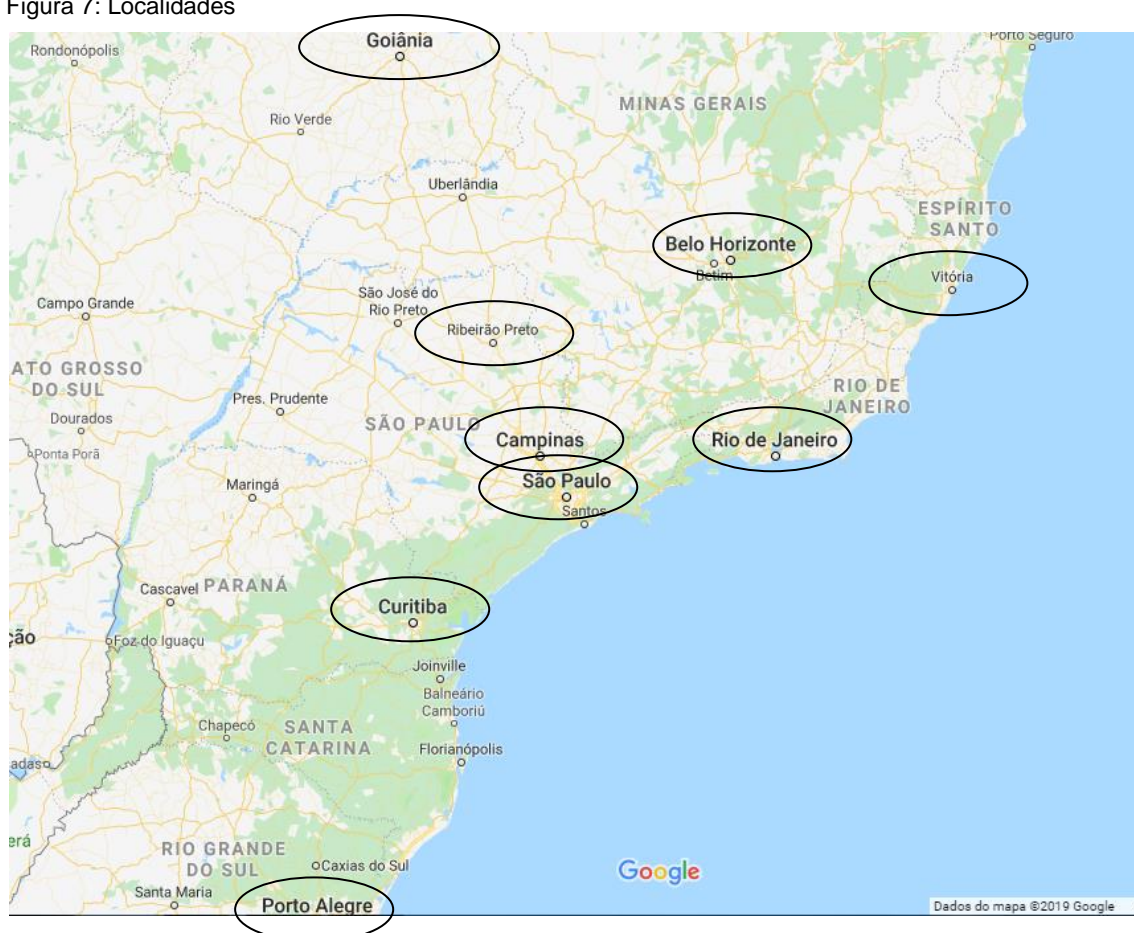 Figura 7: Localidades
Goiânia
Porto Seguro
Rondonópolis
MINAS GERAIS
Rio Verde
Uberlândia
ESPÍRITO
SANTO
Belo Horizonte
Betim
Vitória
São José do
Rio Preto
Campo Grande
Ribeirão Preto
ATO GROSSO
DO SUL
RIO DE
JANEIRO
Pres. Prudente
Dourados
SÃO PAULO
Campinas
Rio de Janeiro
Ponta Porã
São Paulo
Maringá
Santos
Cascavel
PARANÁ
Curitiba
ção
Foz do Iguaçu
Joinville
Balneário
Camboriú
Chapecó
SANTA
CATARINA
Florianópolis
adas
erá
RIO GRANDE
DO SUL
Caxias do Sul
Google
Santa Maria
Porto Alegre
Dados do mapa ©2019 Google